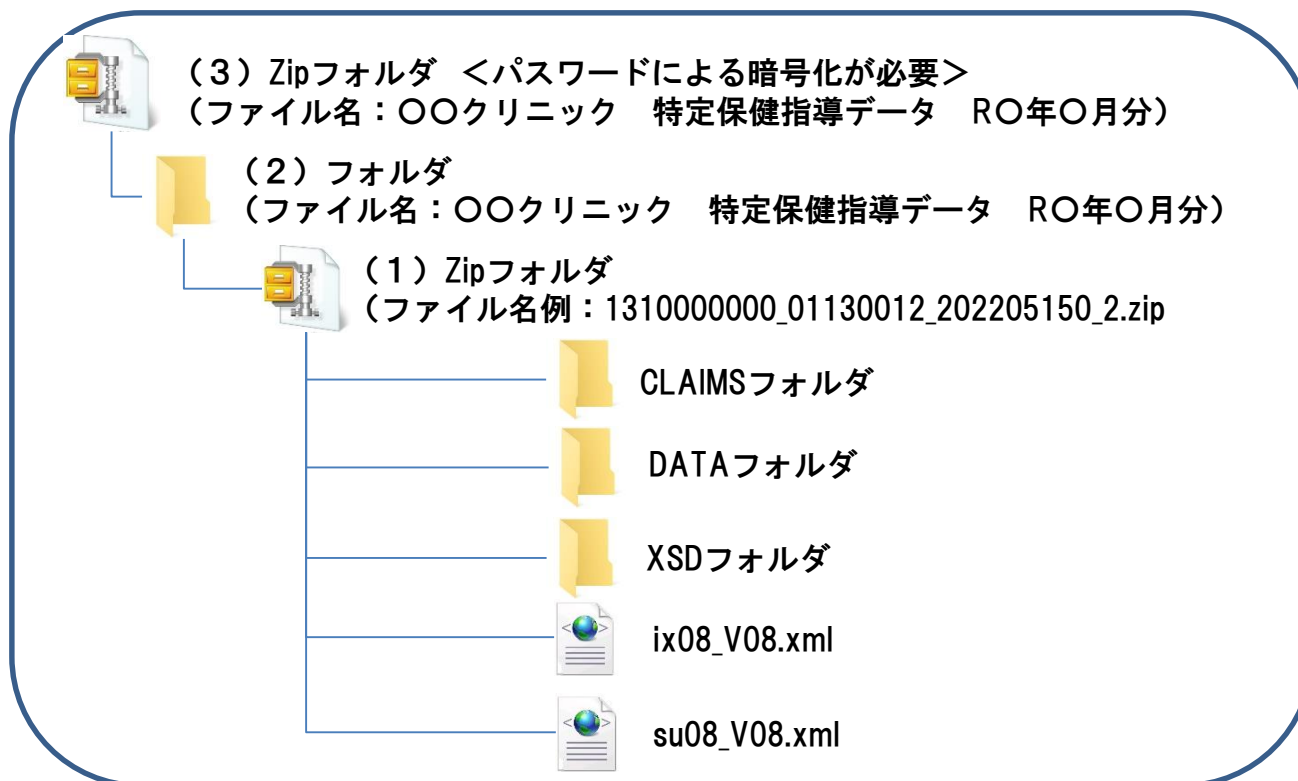 （３）Zipフォルダ ＜パスワードによる暗号化が必要＞
（ファイル名：〇〇クリニック　特定保健指導データ　R〇年〇月分）
（２）フォルダ
（ファイル名：〇〇クリニック　特定保健指導データ　R〇年〇月分）
（１）Zipフォルダ
（ファイル名例：1310000000_01130012_202205150_2.zip
CLAIMSフォルダ
DATAフォルダ
XSDフォルダ
ix08_V08.xml
su08_V08.xml